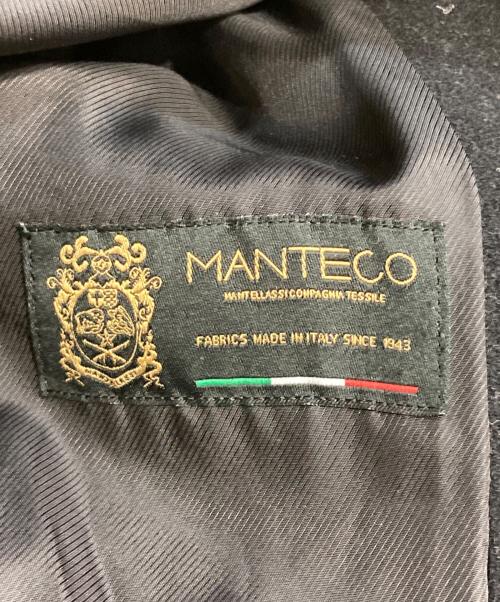 MANTECO
MANTELLASSI COMPAGNIA TESSILE
FABRICS MADE IN ITALY SINCE 1943